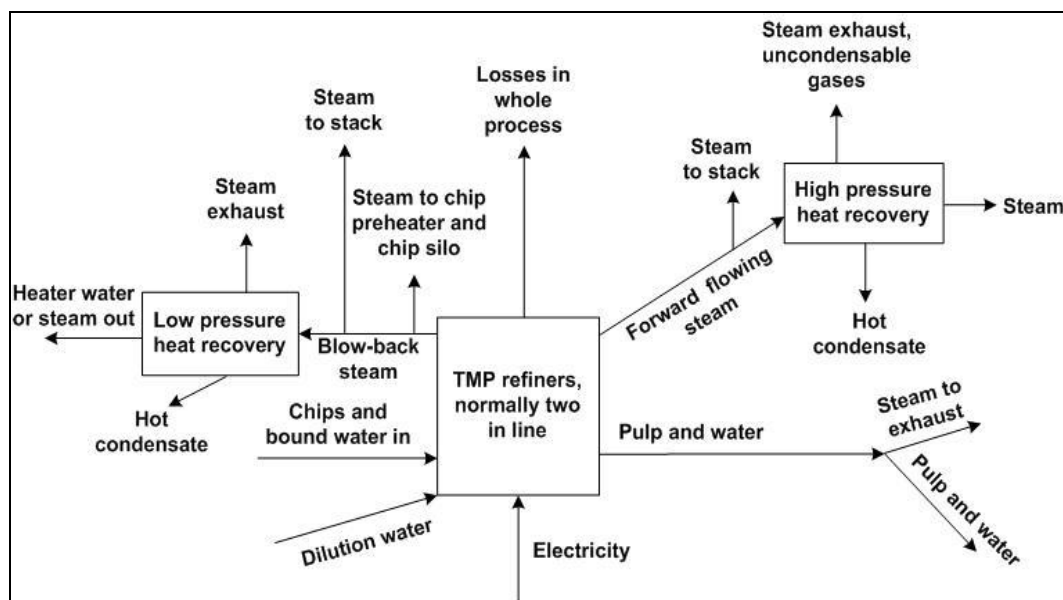 Steam exhaust,
uncondensable
gases
Losses in
whole
process
Steam
to stack
Steam
to stack
High pressure
heat recovery
Steam
Steam
exhaust
Steam to chip
preheater and
chip silo
Forward flowing
steam
Heater water
or steam out
Low pressure
heat recovery
Blow-back
steam
Hot
condensate
TMP refiners,
normally two
in line
Hot
condensate
Chips and
bound water in
Pulp and water
Steam to
exhaust
Pulp and
water
Dilution water
Electricity